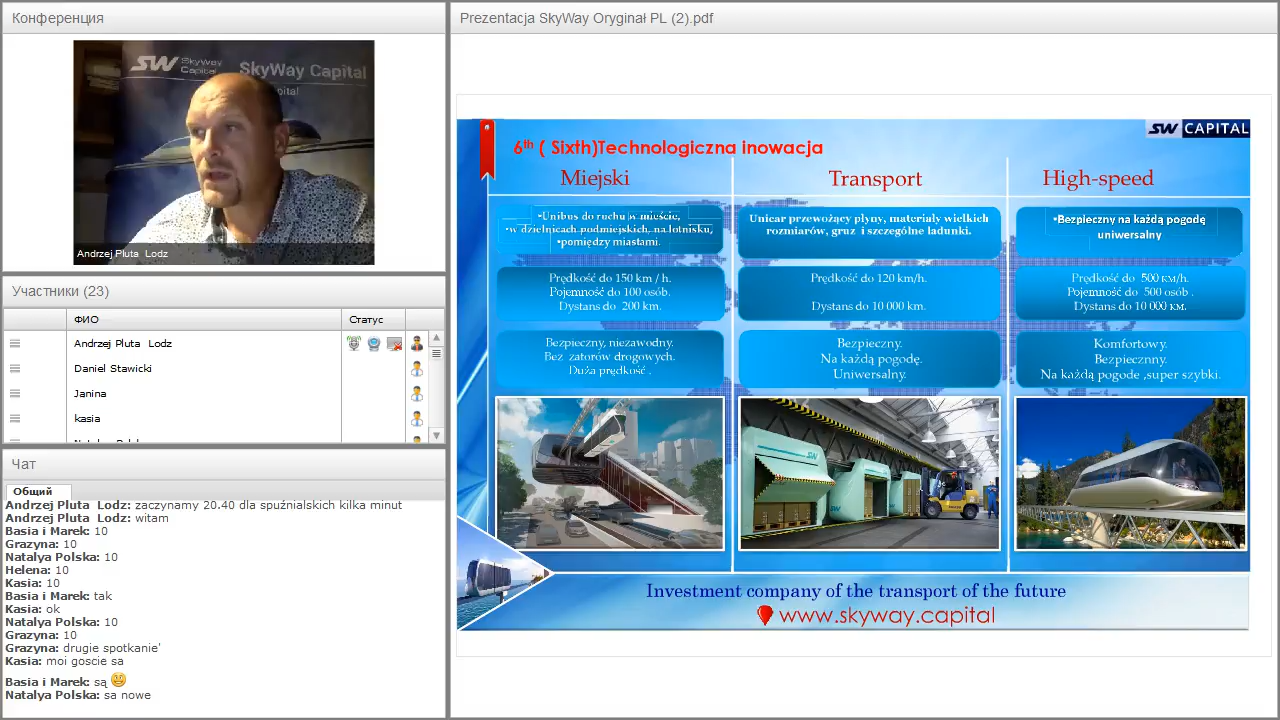 Конференция
SW SkyWay Capital
SkyWay Capital
Andrzej Pluta Lodz
Участники (23)
ФИО Статус
Andrzej Pluta Lodz
Daniel Stawicki
Janina
kasia
Чат
Общий
Andrzej Pluta Lodz: zaczynamy 20.40 dla spużnialskich kilka minut
Andrzej Pluta Lodz: witam
Basia i Marek: 10
Grazyna: 10
Natalya Polska: 10
Helena: 10
Kasia: 10
Basia i Marek: tak
Kasia: ok
Natalya Polska: 10
Grazyna: 10
Grazyna: drugie spotkanie'
Kasia: moi goscie sa
Basia i Marek: są
Natalya Polska: sa nowe
Prezentacja SkyWay Oryginał PL (2).pdf
SW CAPITAL
6th ( Sixth)Technologiczna inowacja
Miejski
•Unibus do ruchu w mieście,
•w dzielnicach podmiejskich, na lotnisku,
•pomiędzy miastami.
Prędkość do 150 km / h.
Pojemność do 100 osób.
Dystans do 200 km.
Bezpieczny, niezawodny.
Bez zatorów drogowych.
Duża prędkość .
Transport
Unicar przewożący płyny, materiały wielkich
rozmiarów, gruz i szczególne ładunki.
Prędkość do 120 km/h.
Dystans do 10 000 km.
Bezpieczny.
Na każdą pogodę.
Uniwersalny.
High-speed
•Bezpieczny na każdą pogodę
uniwersalny
Prędkość do 500 км/h.
Pojemność do 500 osób .
Dystans do 10 000 км.
Komfortowy.
Bezpiecznny.
Na każdą pogode ,super szybki.
SW
Investment company of the transport of the future
www.skyway.capital